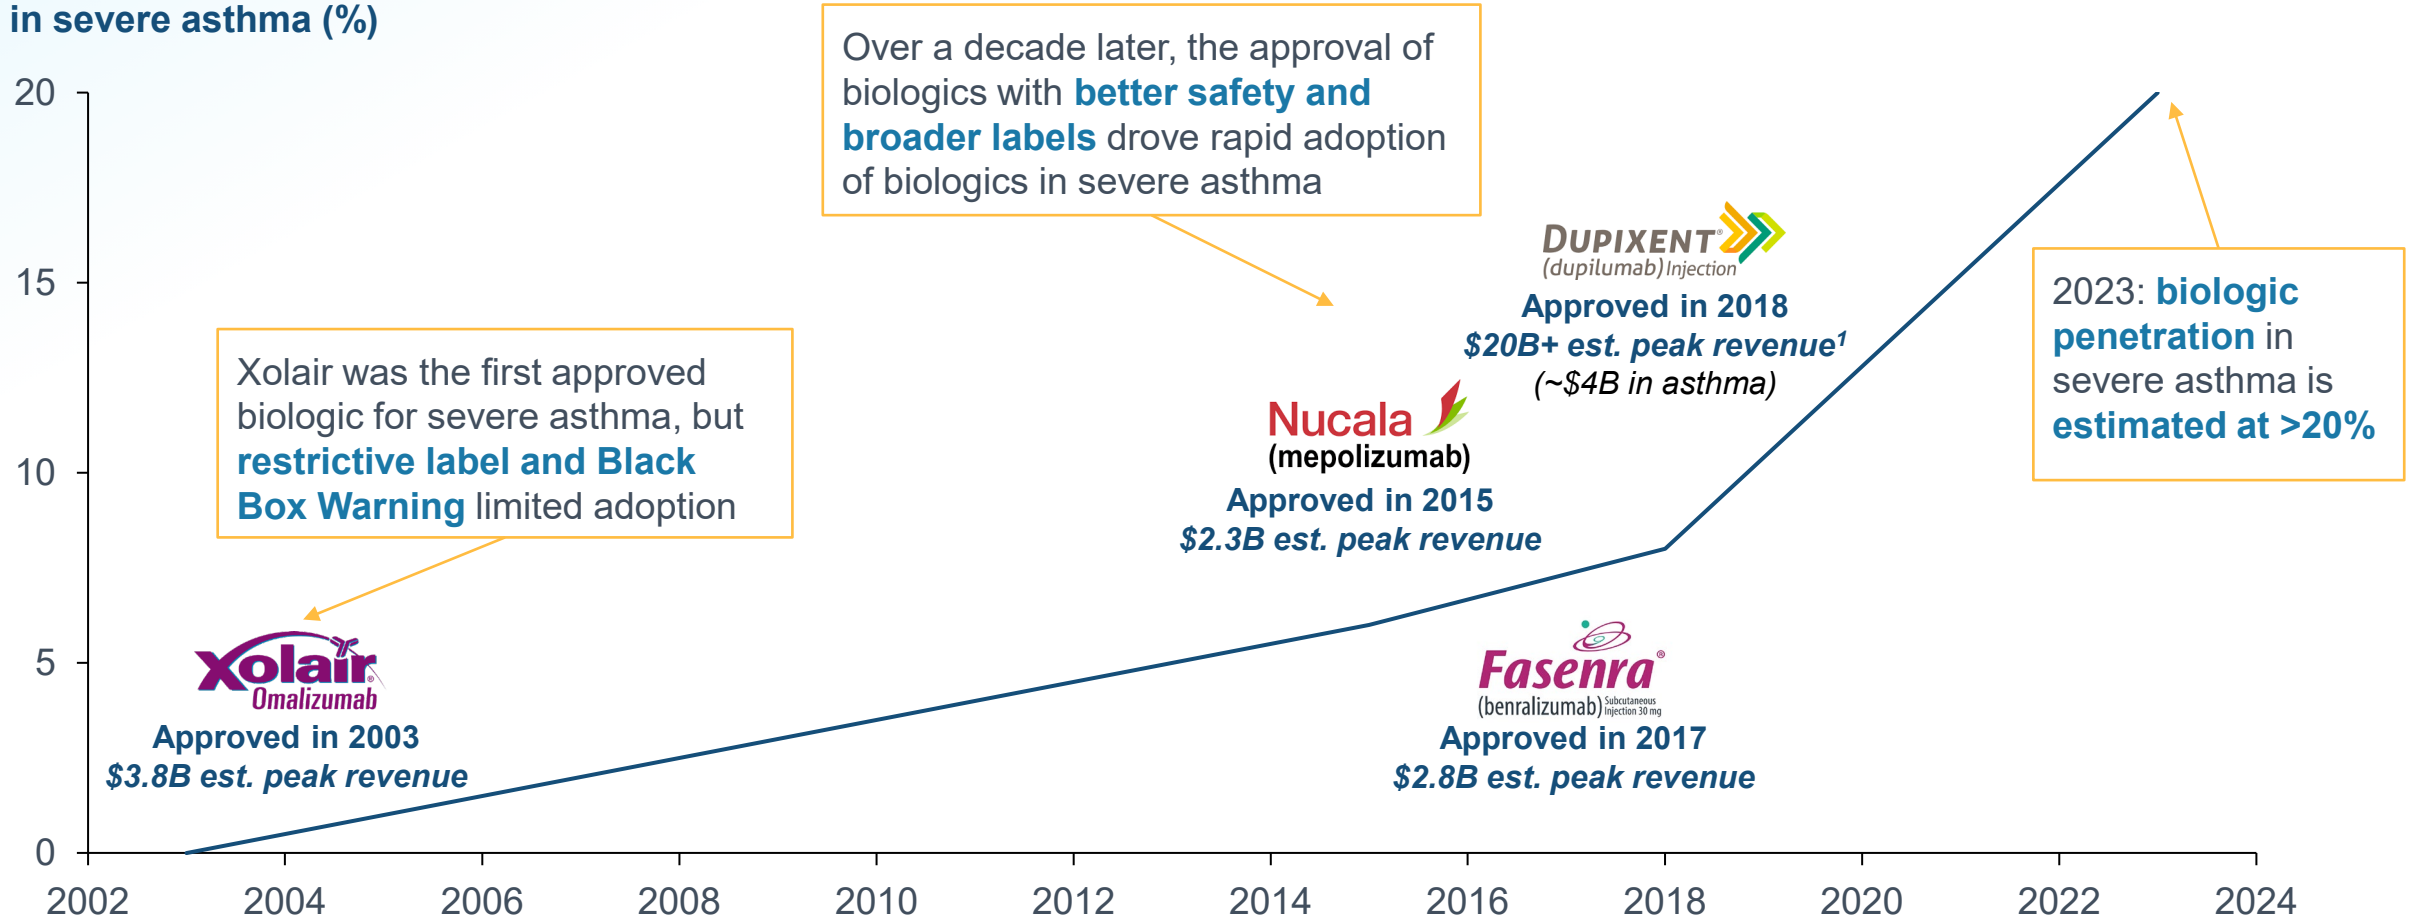 in severe asthma (%)
Over a decade later, the approval of
biologics with better safety and
broader labels drove rapid adoption
of biologics in severe asthma
20
15
10
5
0
Xolair was the first approved
biologic for severe asthma, but
restrictive label and Black
Box Warning limited adoption
Xolair®
Omalizumab
Approved in 2003
$3.8B est. peak revenue
Nucala
(mepolizumab)
Approved in 2015
$2.3B est. peak revenue
DUPIXENT®
(dupilumab) Injection
Approved in 2018
$20B+ est. peak revenue¹
(~$4B in asthma)
Fasenra®
(benralizumab) Subcutaneous
Injection 30 mg
Approved in 2017
$2.8B est. peak revenue
2023: biologic
penetration in
severe asthma is
estimated at >20%
2002 2004 2006 2008 2010 2012 2014 2016 2018 2020 2022 2024